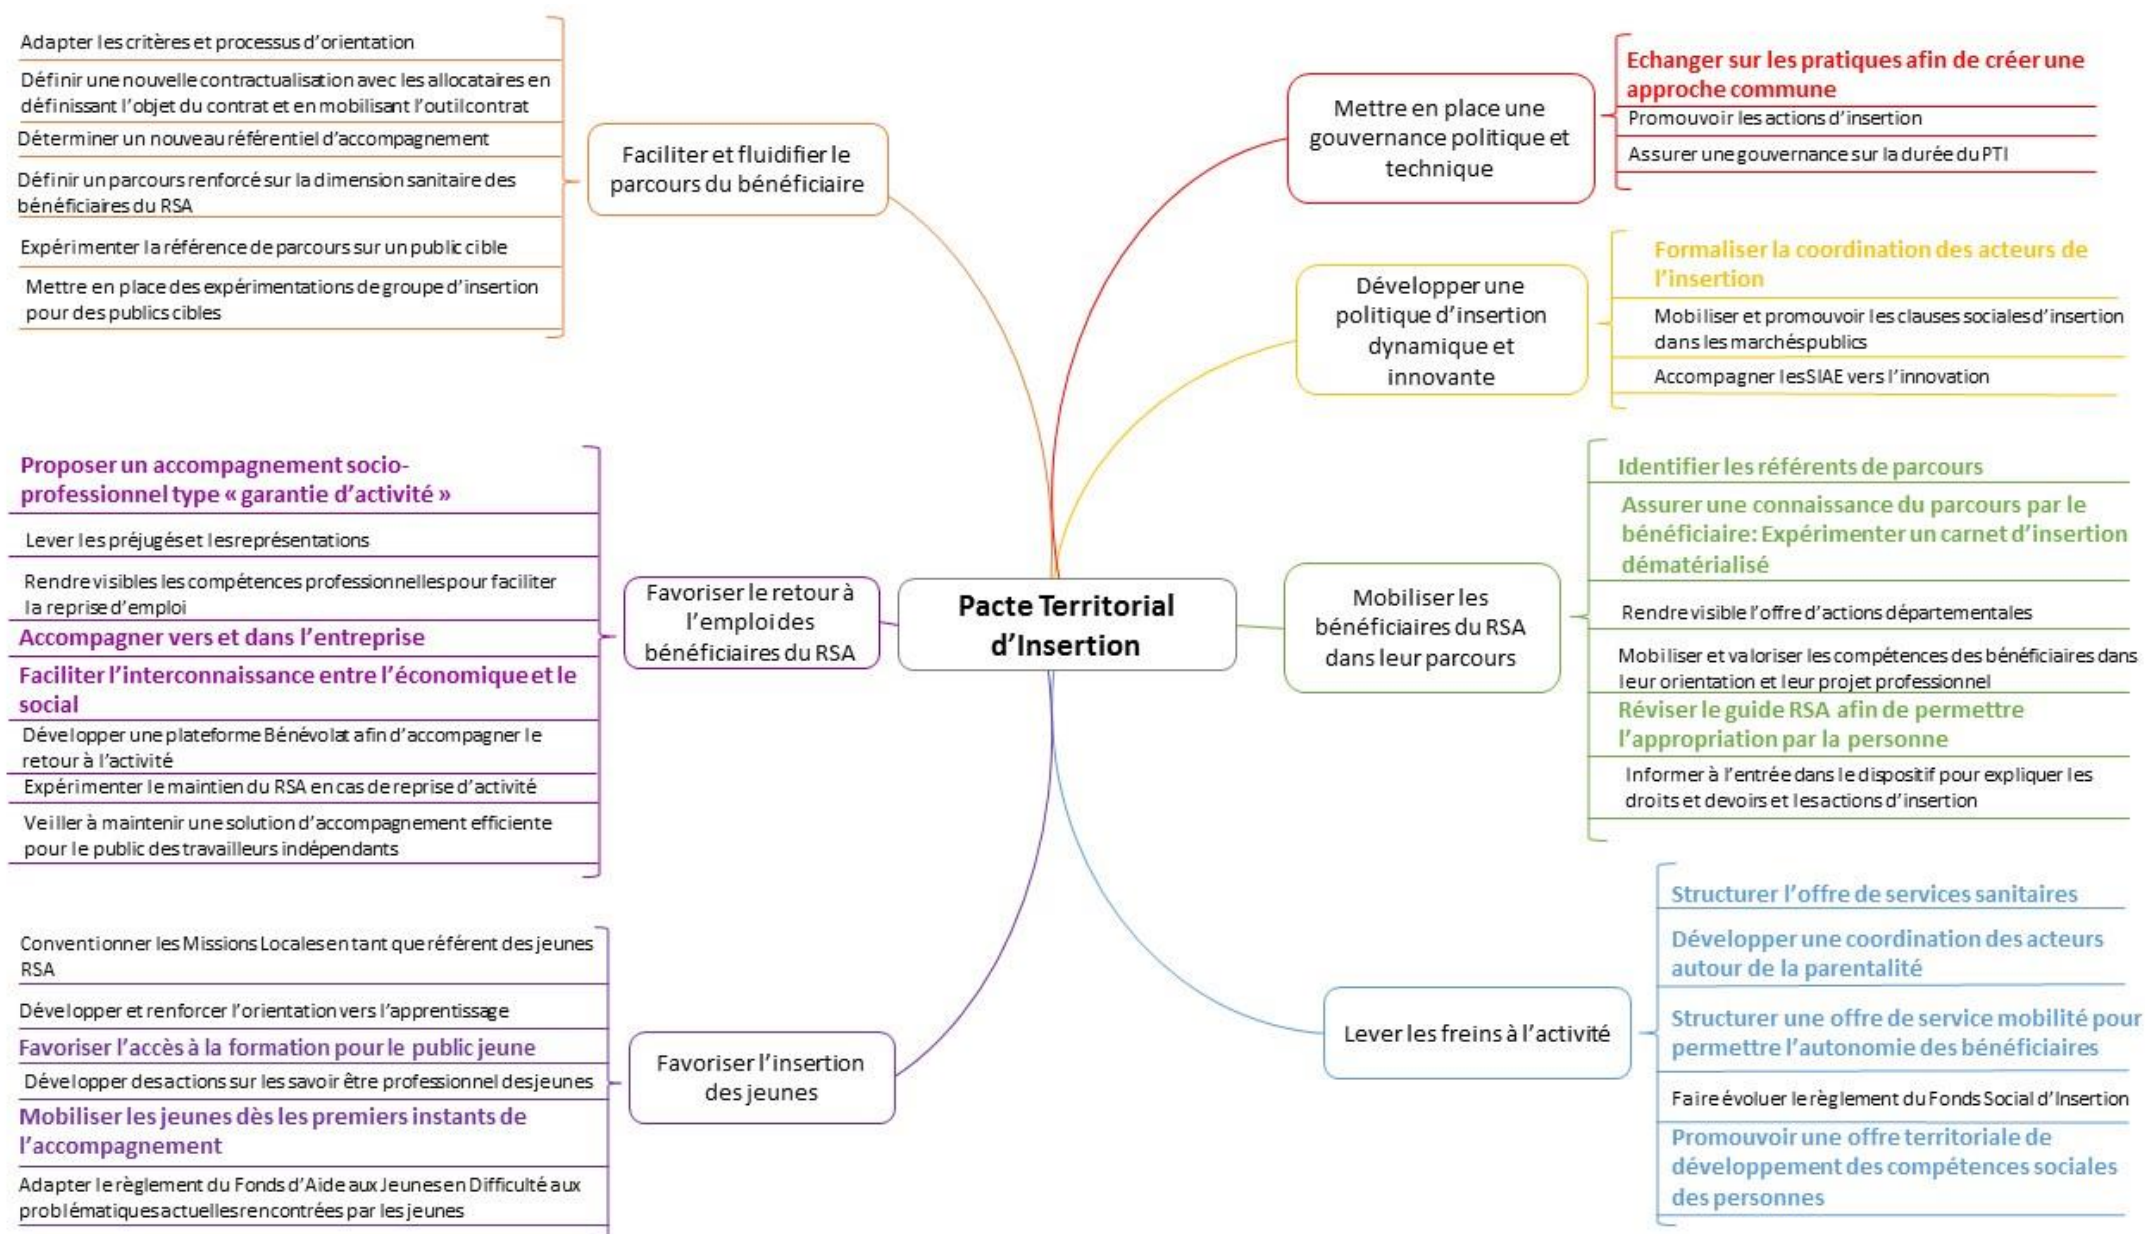 Adapter les critères et processus d'orientation
Définir une nouvelle contractualisation avec les allocataires en
définissant l'objet du contrat et en mobilisant l'outil contrat
Déterminer un nouveau référentiel d'accompagnement
Définir un parcours renforcé sur la dimension sanitaire des
bénéficiaires du RSA
Expérimenter la référence de parcours sur un public cible
Mettre en place des expérimentations de groupe d'insertion
pour des publics cibles
Faciliter et fluidifier le
parcours du bénéficiaire
Proposer un accompagnement socio-
professionnel type « garantie d'activité »
Lever les préjugés et les représentations
Rendre visibles les compétences professionnelles pour faciliter
la reprise d'emploi
Accompagner vers et dans l'entreprise
Faciliter l'interconnaissance entre l'économique et le
social
Développer une plateforme Bénévolat afin d'accompagner le
retour à l'activité
Expérimenter le maintien du RSA en cas de reprise d'activité
Veiller à maintenir une solution d'accompagnement efficiente
pour le public des travailleurs indépendants
Favoriser le retour à
l'emploi des
bénéficiaires du RSA
Conventionner les Missions Locales en tant que référent des jeunes
RSA
Développer et renforcer l'orientation vers l'apprentissage
Favoriser l'accès à la formation pour le public jeune
Développer des actions sur les savoir être professionnel des jeunes
Mobiliser les jeunes dès les premiers instants de
l'accompagnement
Adapter le règlement du Fonds d'Aide aux Jeunes en Difficulté aux
problématiques actuelles rencontrées par les jeunes
Favoriser l'insertion
des jeunes
Pacte Territorial
d'Insertion
Mettre en place une
gouvernance politique et
technique
Echanger sur les pratiques afin de créer une
approche commune
Promouvoir les actions d'insertion
Assurer une gouvernance sur la durée du PTI
Développer une
politique d'insertion
dynamique et
innovante
Formaliser la coordination des acteurs de
l'insertion
Mobiliser et promouvoir les clauses sociales d'insertion
dans les marchés publics
Accompagner les SIAE vers l'innovation
Mobiliser les
bénéficiaires du RSA
dans leur parcours
Identifier les référents de parcours
Assurer une connaissance du parcours par le
bénéficiaire: Expérimenter un carnet d'insertion
dématérialisé
Rendre visible l'offre d'actions départementales
Mobiliser et valoriser les compétences des bénéficiaires dans
leur orientation et leur projet professionnel
Réviser le guide RSA afin de permettre
l'appropriation par la personne
Informer à l'entrée dans le dispositif pour expliquer les
droits et devoirs et les actions d'insertion
Lever les freins à l'activité
Structurer l'offre de services sanitaires
Développer une coordination des acteurs
autour de la parentalité
Structurer une offre de service mobilité pour
permettre l'autonomie des bénéficiaires
Faire évoluer le règlement du Fonds Social d'Insertion
Promouvoir une offre territoriale de
développement des compétences sociales
des personnes